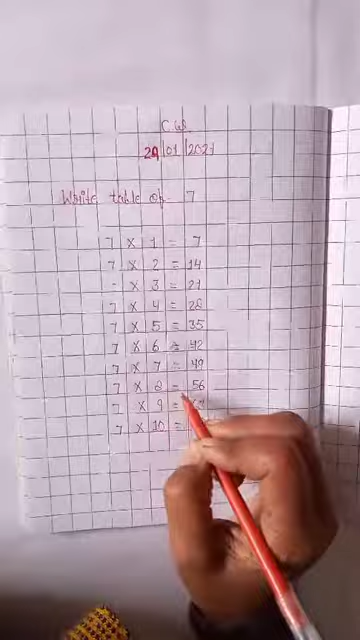 C.W.
29/01/2021
Write table of 7
7 X 1 = 7
7 X 2 = 14
7 X 3 = 21
7 X 4 = 28
7 X 5 = 35
7 X 6 = 42
7 X 7 = 49
7 X 8 = 56
7 X 9 =
7 X 10 =